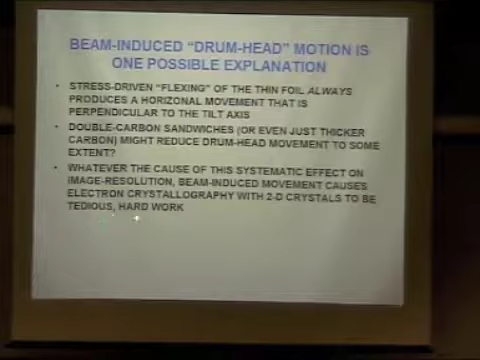 BEAM-INDUCED "DRUM-HEAD" MOTION IS
ONE POSSIBLE EXPLANATION
• STRESS-DRIVEN "FLEXING" OF THE THIN FOIL ALWAYS
PRODUCES A HORIZONAL MOVEMENT THAT IS
PERPENDICULAR TO THE TILT AXIS
• DOUBLE-CARBON SANDWICHES (OR EVEN JUST THICKER
CARBON) MIGHT REDUCE DRUM-HEAD MOVEMENT TO SOME
EXTENT?
• WHATEVER THE CAUSE OF THIS SYSTEMATIC EFFECT ON
IMAGE-RESOLUTION, BEAM-INDUCED MOVEMENT CAUSES
ELECTRON CRYSTALLOGRAPHY WITH 2-D CRYSTALS TO BE
TEDIOUS, HARD WORK